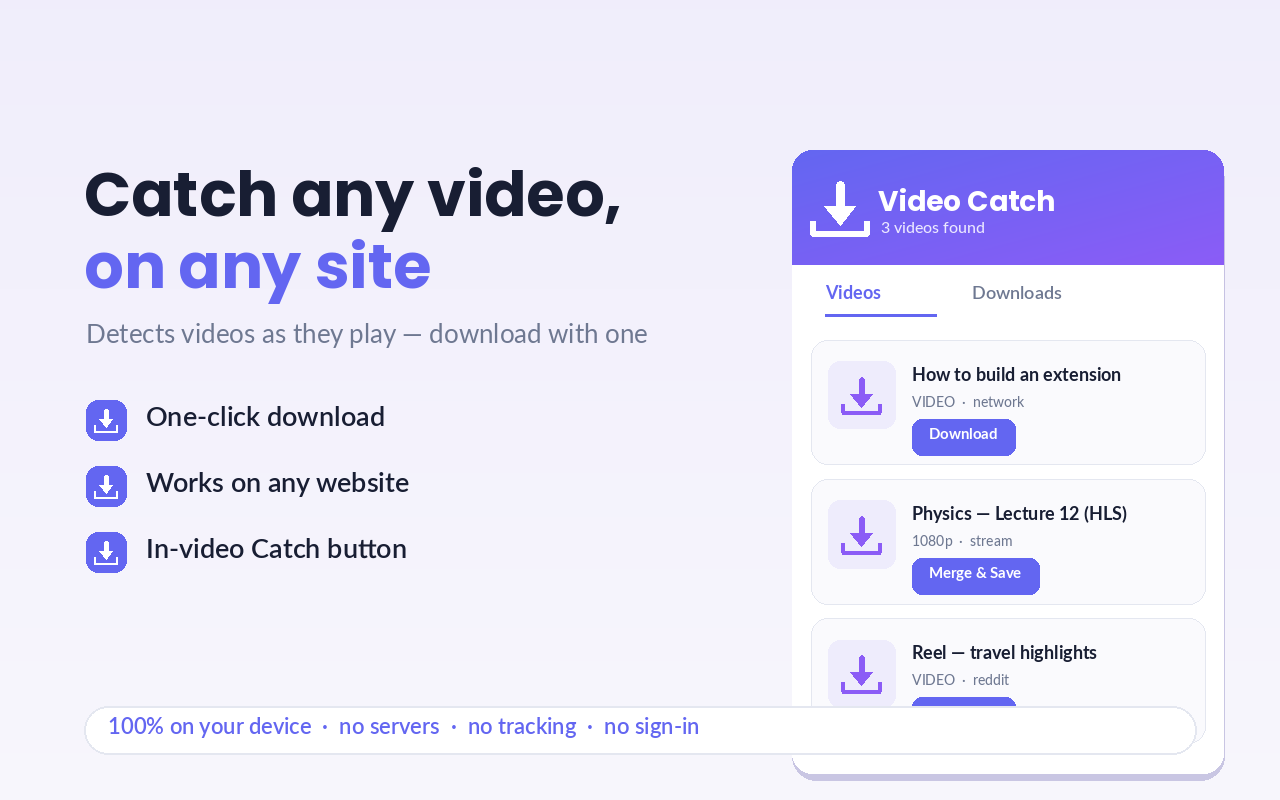 Catch any video,
on any site
Detects videos as they play — download with one
One-click download
Works on any website
In-video Catch button
Video Catch
3 videos found
Videos
Downloads
How to build an extension
VIDEO · network
Download
Physics — Lecture 12 (HLS)
1080p · stream
Merge & Save
Reel — travel highlights
VIDEO · reddit
100% on your device · no servers · no tracking · no sign-in